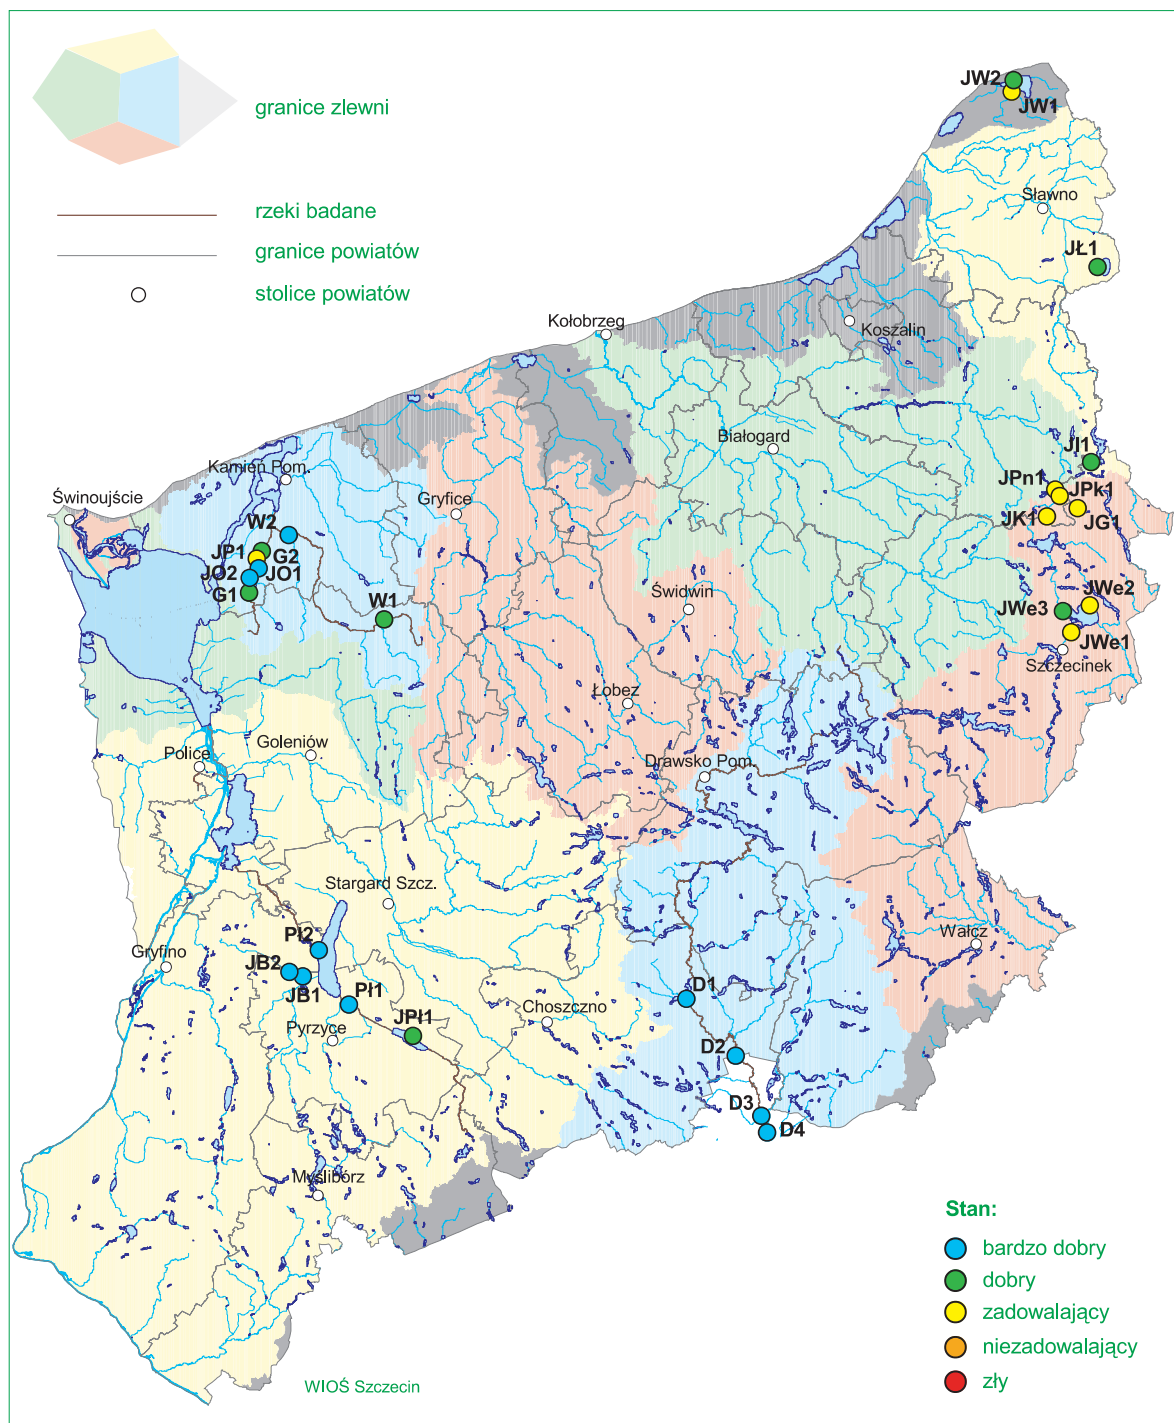 granice zlewni
rzeki badane
granice powiatów
stolice powiatów
JW2
JW1
Sławno
JŁ1
Kołobrzeg
Koszalin
Białogard
JI1
JPn1
JPk1
JK1
JG1
Kamień Pom.
Świnoujście
Gryfice
W2
JP1
G2
JO2
JO1
G1
W1
Świdwin
JWe2
JWe3
JWe1
Szczecinek
Łobez
Goleniów
Police
Drawsko Pom.
Stargard Szcz.
Wałcz
Gryfino
Pł2
JB2
JB1
Pł1
Pyrzyce
JPł1
Choszczno
D1
D2
D3
D4
Myślibórz
Stan:
bardzo dobry
dobry
zadowalający
niezadowalający
zły
WIOŚ Szczecin